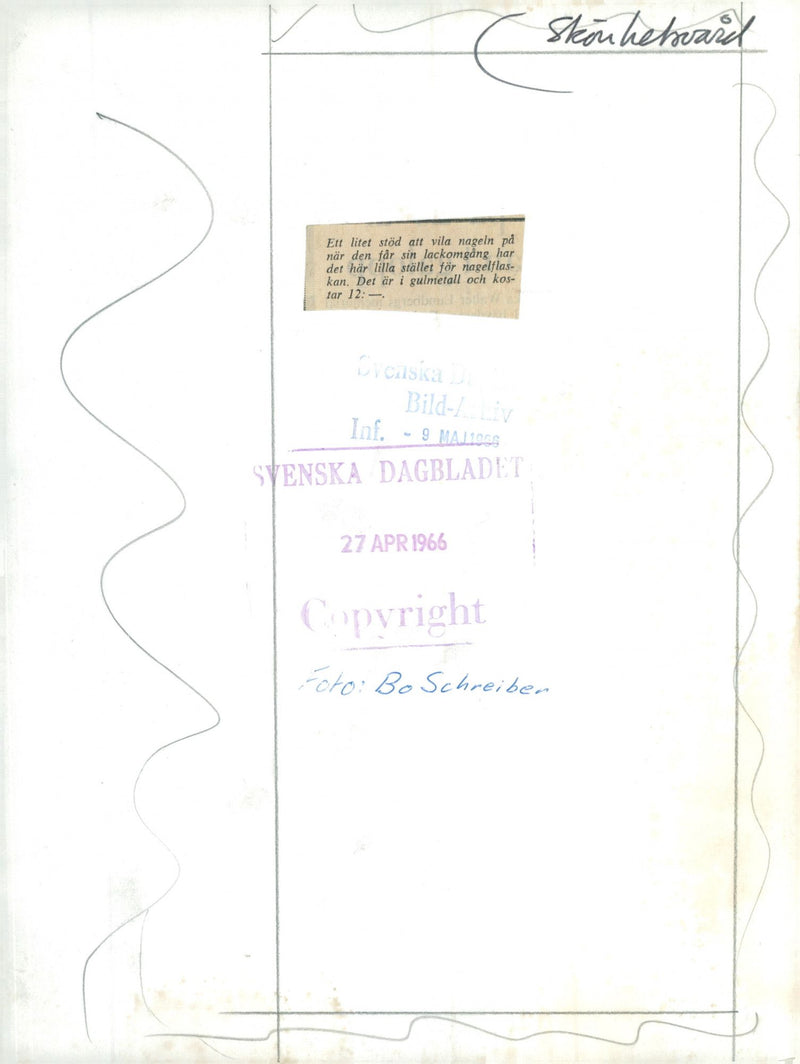 Skönhetsvård
Ett litet stöd att vila nageln på
när den får sin lackomgång har
det här lilla stället för nagelflas-
kan. Det är i gulmetall och kos-
tar 12: —.
Svenska
Bild-Arkiv
Inf. - 9 MAJ 1966
SVENSKA DAGBLADET
27 APR 1966
Copyright
Foto: Bo Schreiber